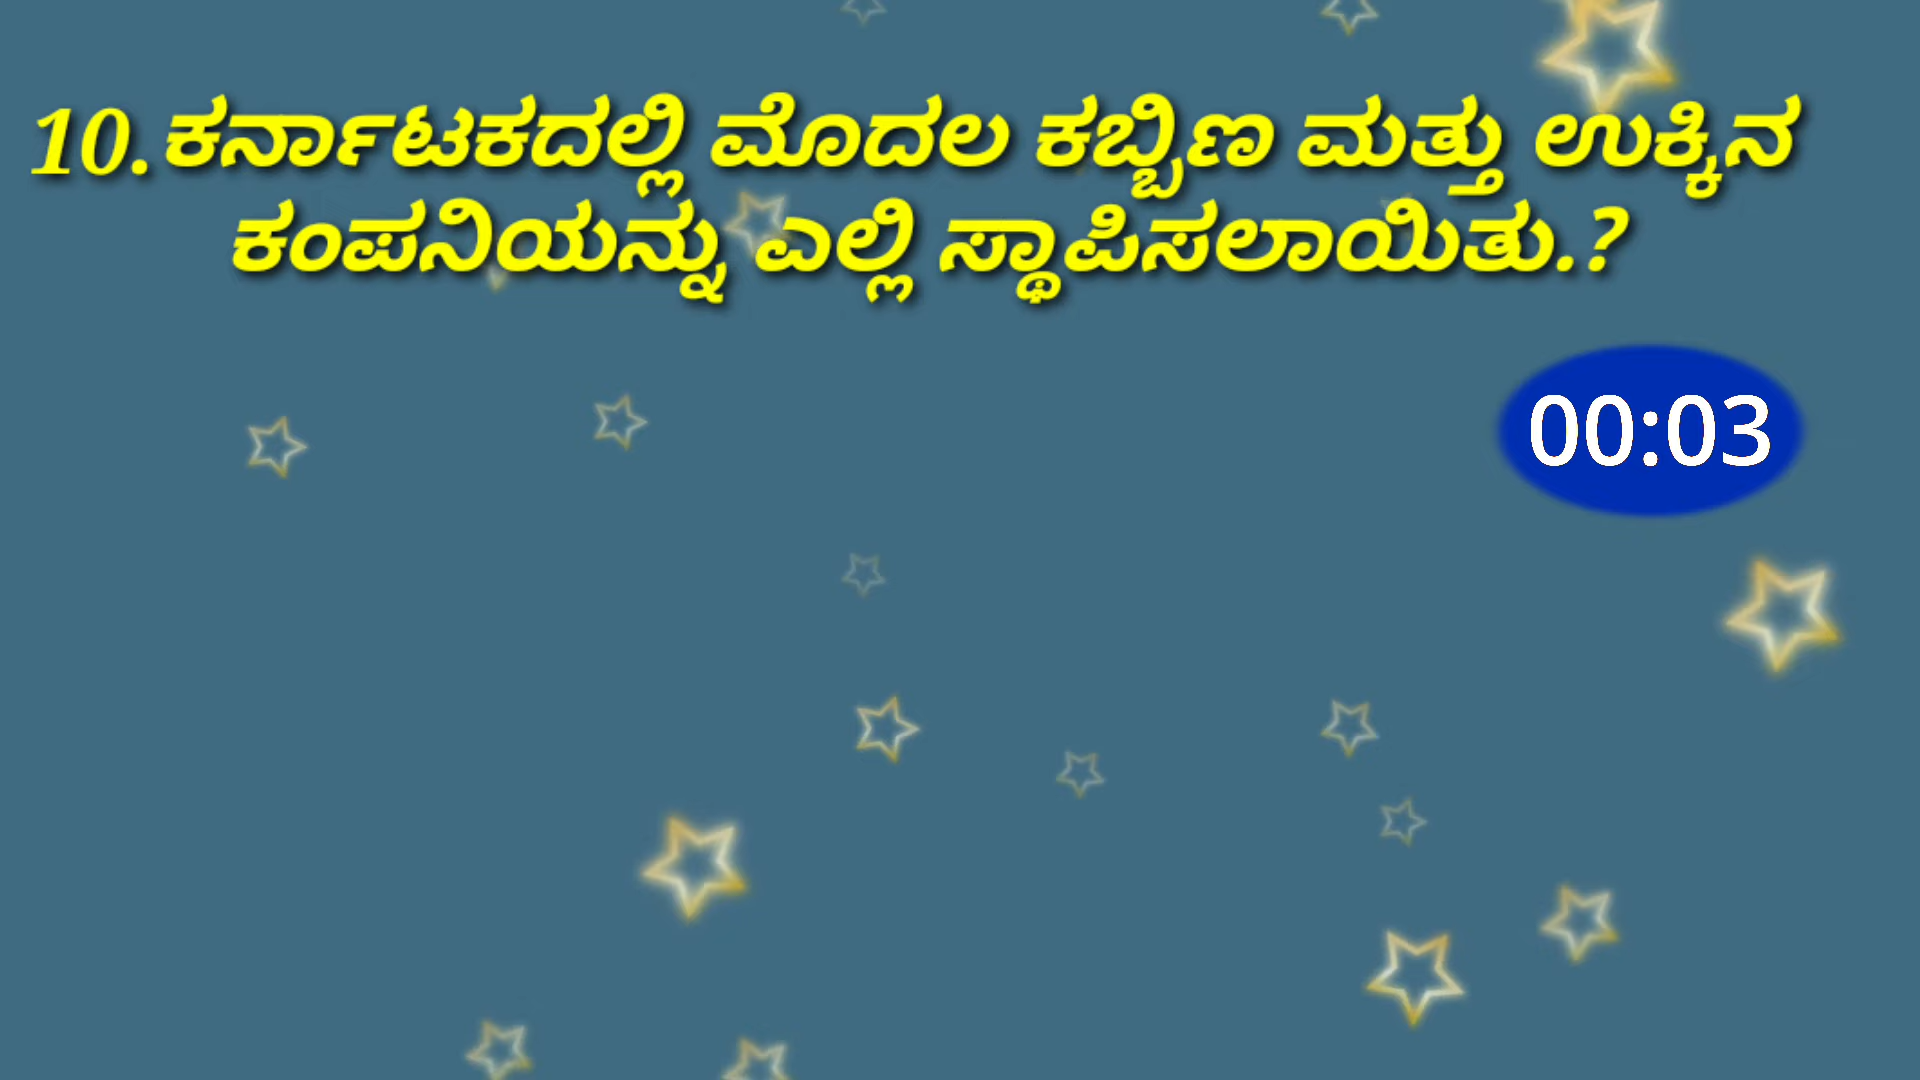 10.ಕರ್ನಾಟಕದಲ್ಲಿ ಮೊದಲ ಕಬ್ಬಿಣ ಮತ್ತು ಉಕ್ಕಿನ
ಕಂಪನಿಯನ್ನು ಎಲ್ಲಿ ಸ್ಥಾಪಿಸಲಾಯಿತು.?
00:03